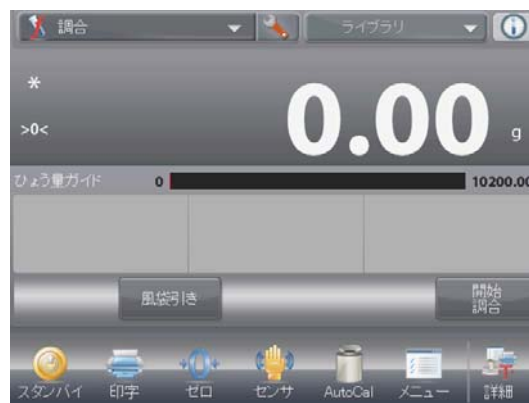 調合 ライブラリ
*
>0<
0.00 g
ひょう量ガイド 0 10200.00
風袋引き
開始
調合
スタンバイ 印字 ゼロ センサ AutoCal メニュー 詳細